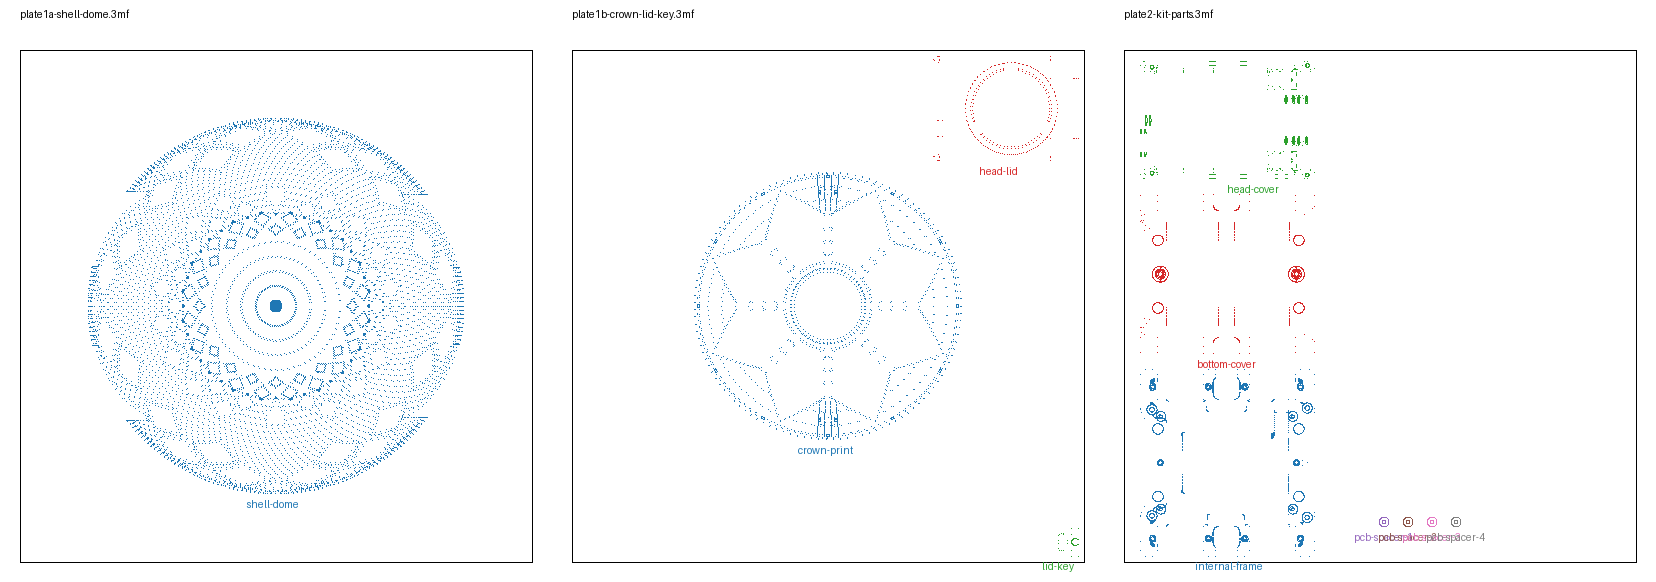 plate1a-shell-dome.3mf
plate1b-crown-lid-key.3mf
plate2-kit-parts.3mf
head-lid
head-cover
bottom-cover
crown-print
shell-dome
lid-key
internal-frame